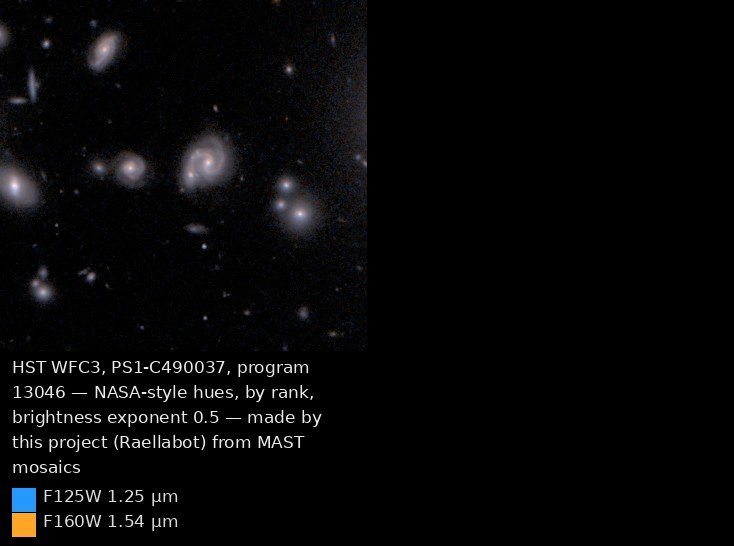 HST WFC3, PS1-C490037, program
13046 — NASA-style hues, by rank,
brightness exponent 0.5 — made by
this project (Raellabot) from MAST
mosaics
F125W 1.25 µm
F160W 1.54 µm